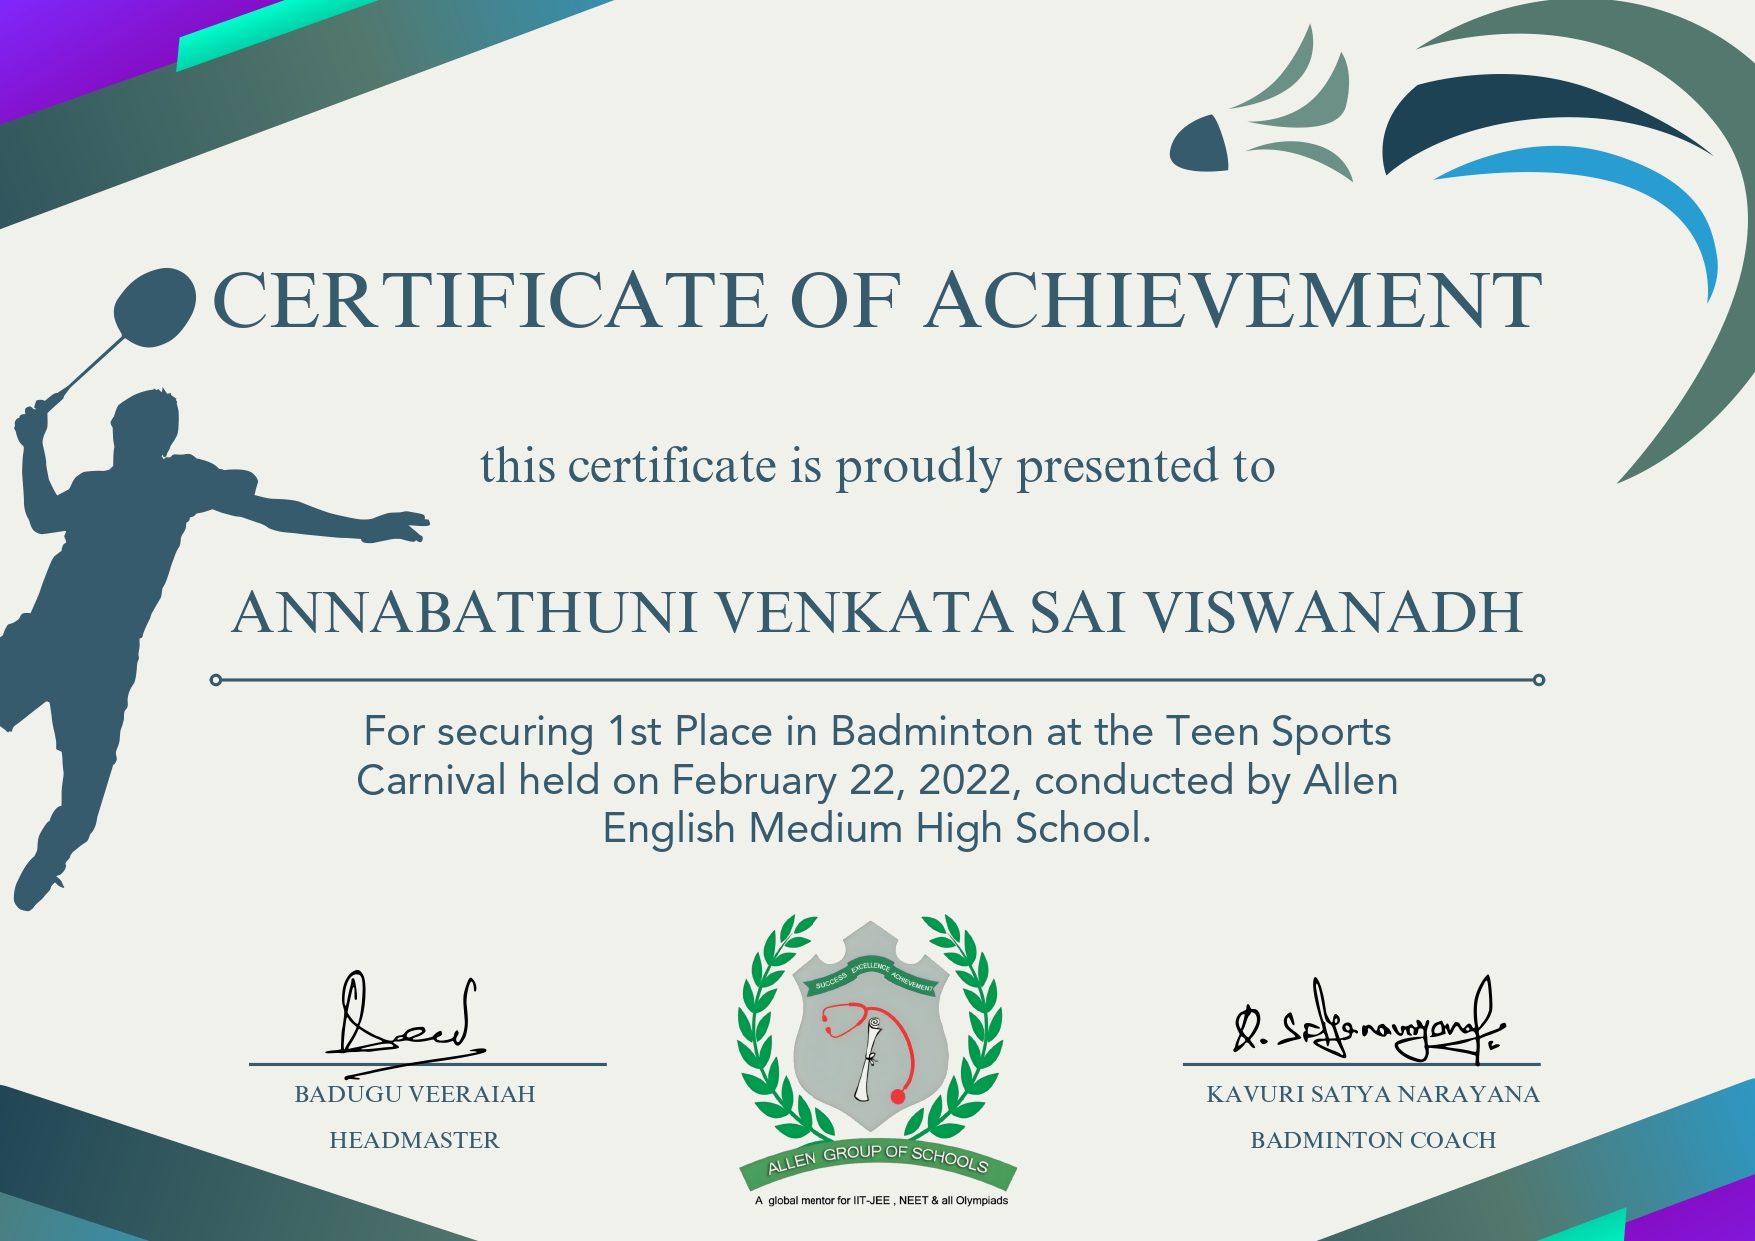 CERTIFICATE OF ACHIEVEMENT
this certificate is proudly presented to
ANNABATHUNI VENKATA SAI VISWANADH
For securing 1st Place in Badminton at the Teen Sports
Carnival held on February 22, 2022, conducted by Allen
English Medium High School.
SUCCESS EXCELLENCE ACHIEVEMENT
BADUGU VEERAIAH
HEADMASTER
KAVURI SATYA NARAYANA
BADMINTON COACH
ALLEN GROUP OF SCHOOLS
A global mentor for IIT-JEE , NEET & all Olympiads